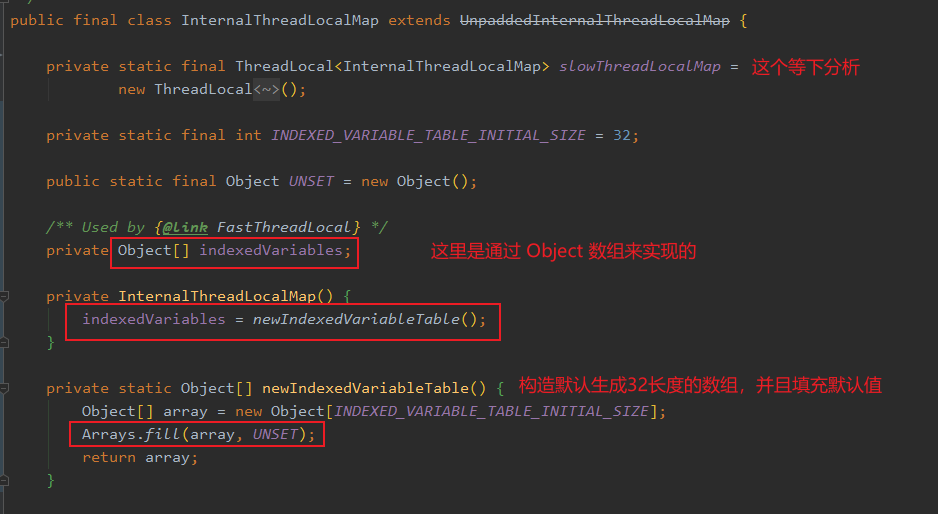 */
public final class InternalThreadLocalMap extends UnpaddedInternalThreadLocalMap {
private static final ThreadLocal<InternalThreadLocalMap> slowThreadLocalMap = 这个等下分析
new ThreadLocal<~>();
private static final int INDEXED_VARIABLE_TABLE_INITIAL_SIZE = 32;
public static final Object UNSET = new Object();
/** Used by {@link FastThreadLocal} */
private Object[] indexedVariables; 这里是通过 Object 数组来实现的
private InternalThreadLocalMap() {
indexedVariables = newIndexedVariableTable();
}
private static Object[] newIndexedVariableTable() { 构造默认生成32长度的数组，并且填充默认值
Object[] array = new Object[INDEXED_VARIABLE_TABLE_INITIAL_SIZE];
Arrays.fill(array, UNSET);
return array;
}